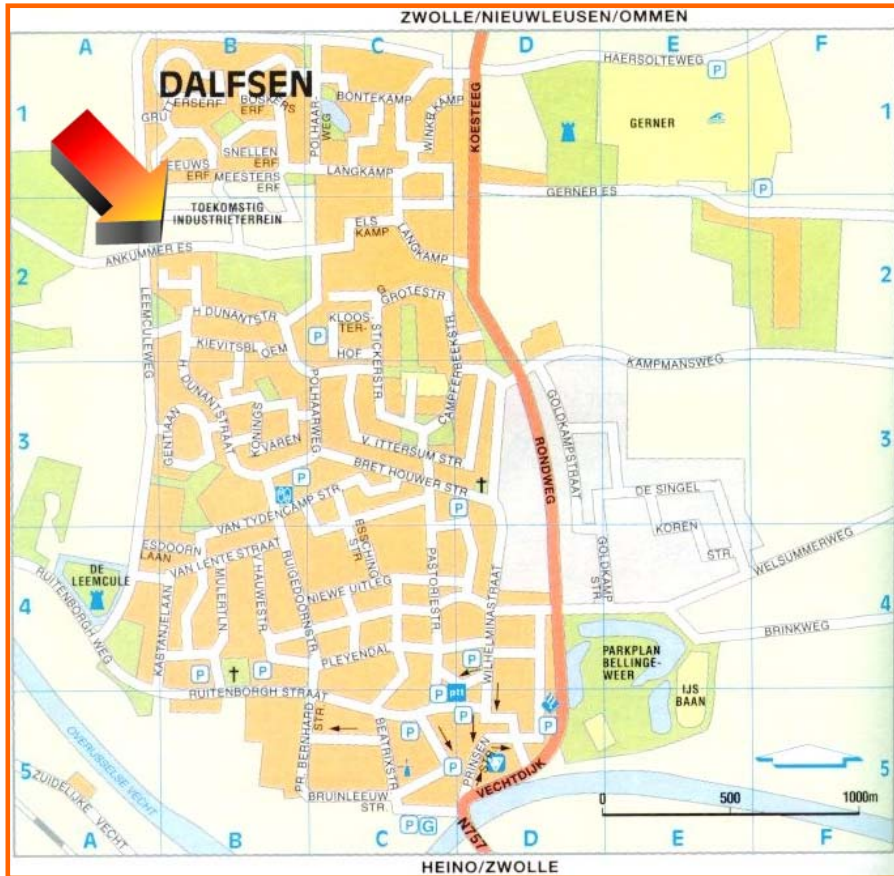 ZWOLLE/NIEUWLEUSEN/OMMEN
A B C D E F
DALFSEN
HAERSOLTEWEG
P
1
BOSKERS
ERF
BONTEKAMP
POLHAAR-
WEG
KOESTEEG
GERNER
1
SNELLEN
ERF
MEESTERS
ERF
LANGKAMP
GERNER ES
P
TOEKOMSTIG
INDUSTRIETERREIN
ELS
KAMP
LANGKAMP
ANKUMMER ES
2
2
LEEMCULEWEG
GROTESTR
H DUNANTSTR
P
KLOOS-
TER-
HOF
KIEVITSBLOEM
STICKERSTR.
CAMPFERBEEKSTR
KAMPMANSWEG
H. DUNANTSTRAAT
POLHAARWEG
GOLDKAMPSTRAAT
3
GENTIAAN
KONINGS
VAREN
V. ITTERSUM STR
RONDWEG
3
BRET HOUWER STR
P
P
DE SINGEL
VAN TYDENCAMP STR.
KOREN
STR.
ESSCHING
STR
WELSUMMERWEG
ESDOORN
LAAN
VAN LENTE STRAAT
GOLDKAMP
STR.
DE
LEEMCULE
RUIGEDOORNSTR
PASTORIESTR.
4
RUITENBORGH WEG
KASTANJELAAN
MULERTLN
HAUWESTR.
NIEWE UITLEG
WILHELMINASTRAAT
BRINKWEG
4
PLEYENDAL
PARKPLAN
BELLINGE-
WEER
P
P
P
RUITENBORGH STRAAT
P
ptt
IJS
BAAN
P
P
P
OVERIJSSELSE VECHT
PR. BERNHARD
STR.
BEATRIXSTR
P
PRINSEN
STR.
5
ZUIDELIJKE VECHT
VECHTDIJK
5
BRUINLEEUW
STR.
0 500 1000m
P G
N757
A B C D E F
HEINO/ZWOLLE